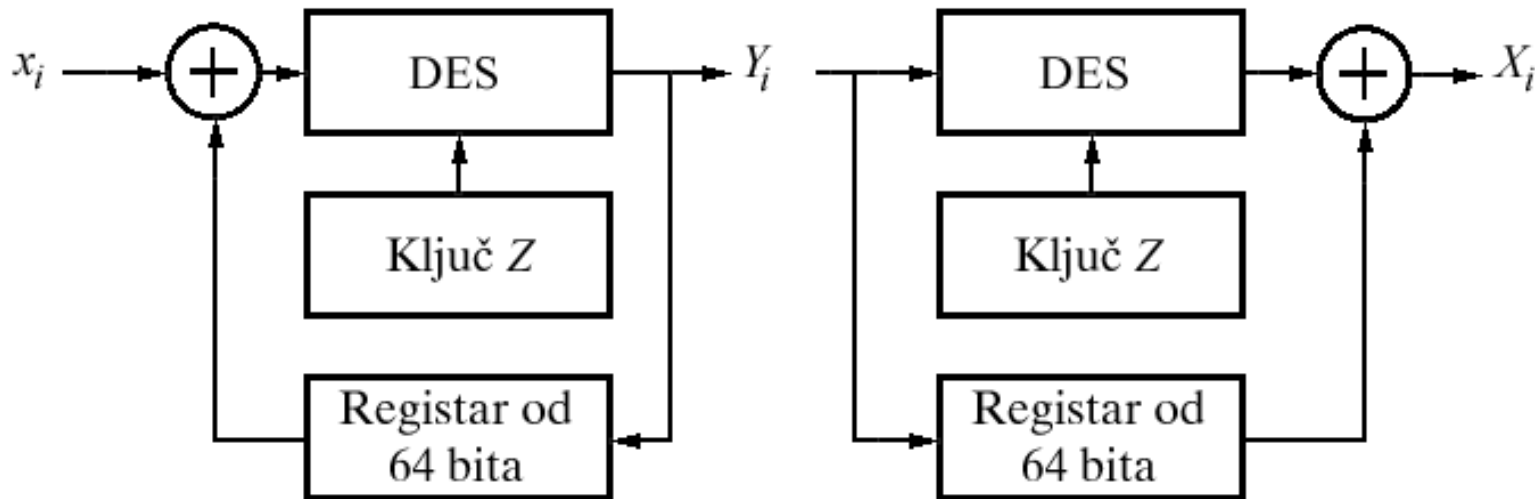 x_i
DES
Y_i
DES
X_i
Ključ Z
Ključ Z
Registar od
64 bita
Registar od
64 bita